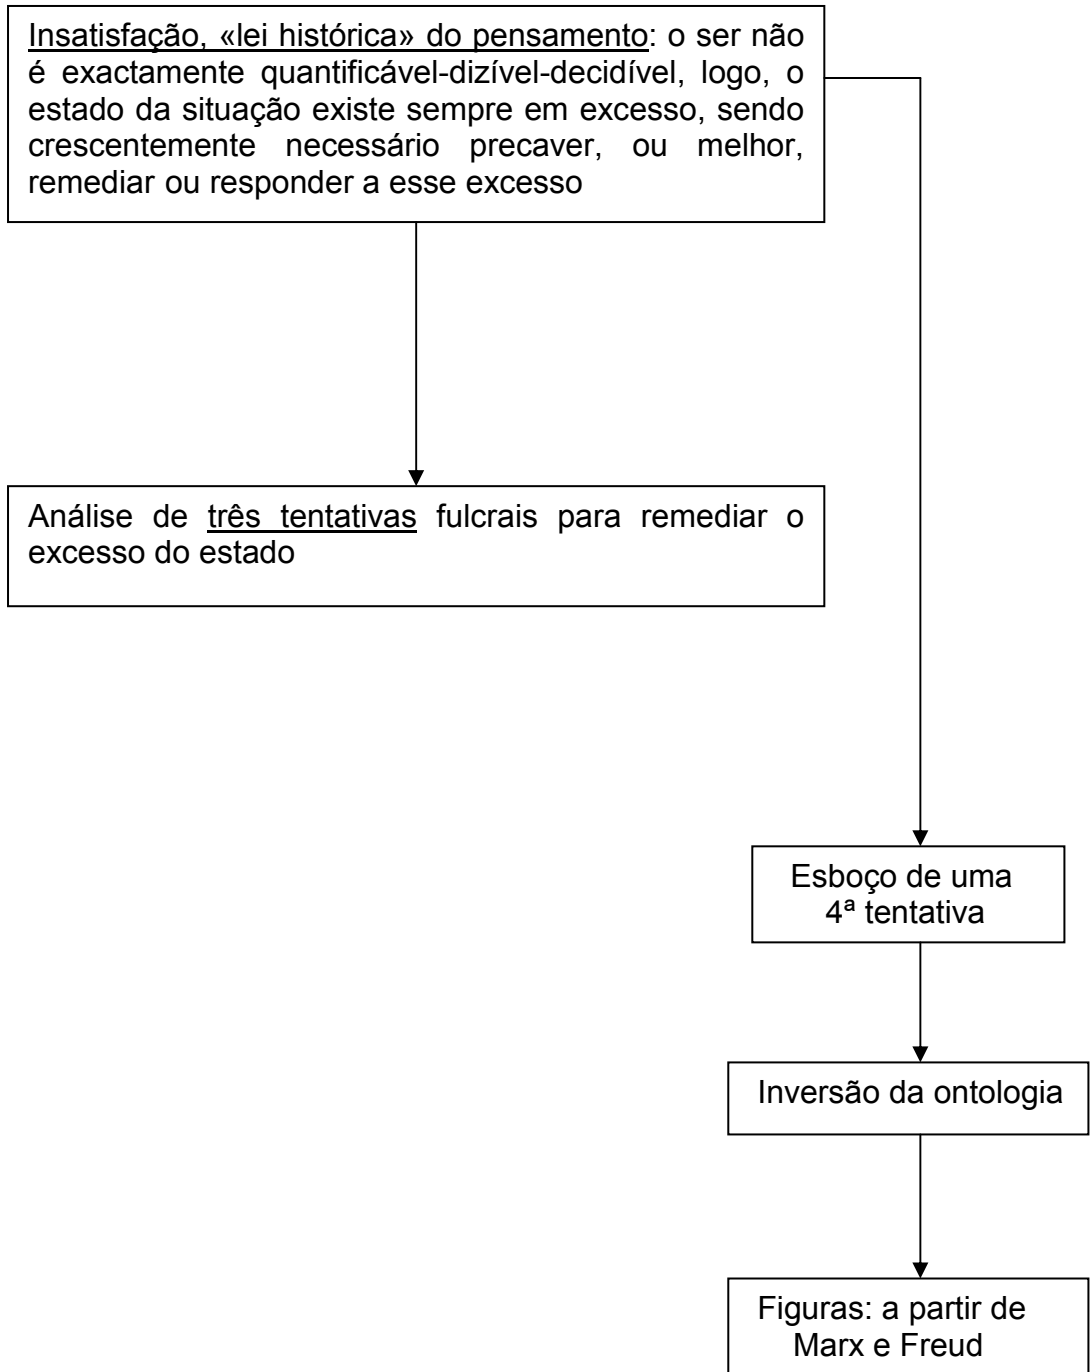 Insatisfação, «lei histórica» do pensamento: o ser não
é exactamente quantificável-dizível-decidível, logo, o
estado da situação existe sempre em excesso, sendo
crescentemente necessário precaver, ou melhor,
remediar ou responder a esse excesso
Análise de três tentativas fulcrais para remediar o
excesso do estado
Esboço de uma
4ª tentativa
Inversão da ontologia
Figuras: a partir de
Marx e Freud